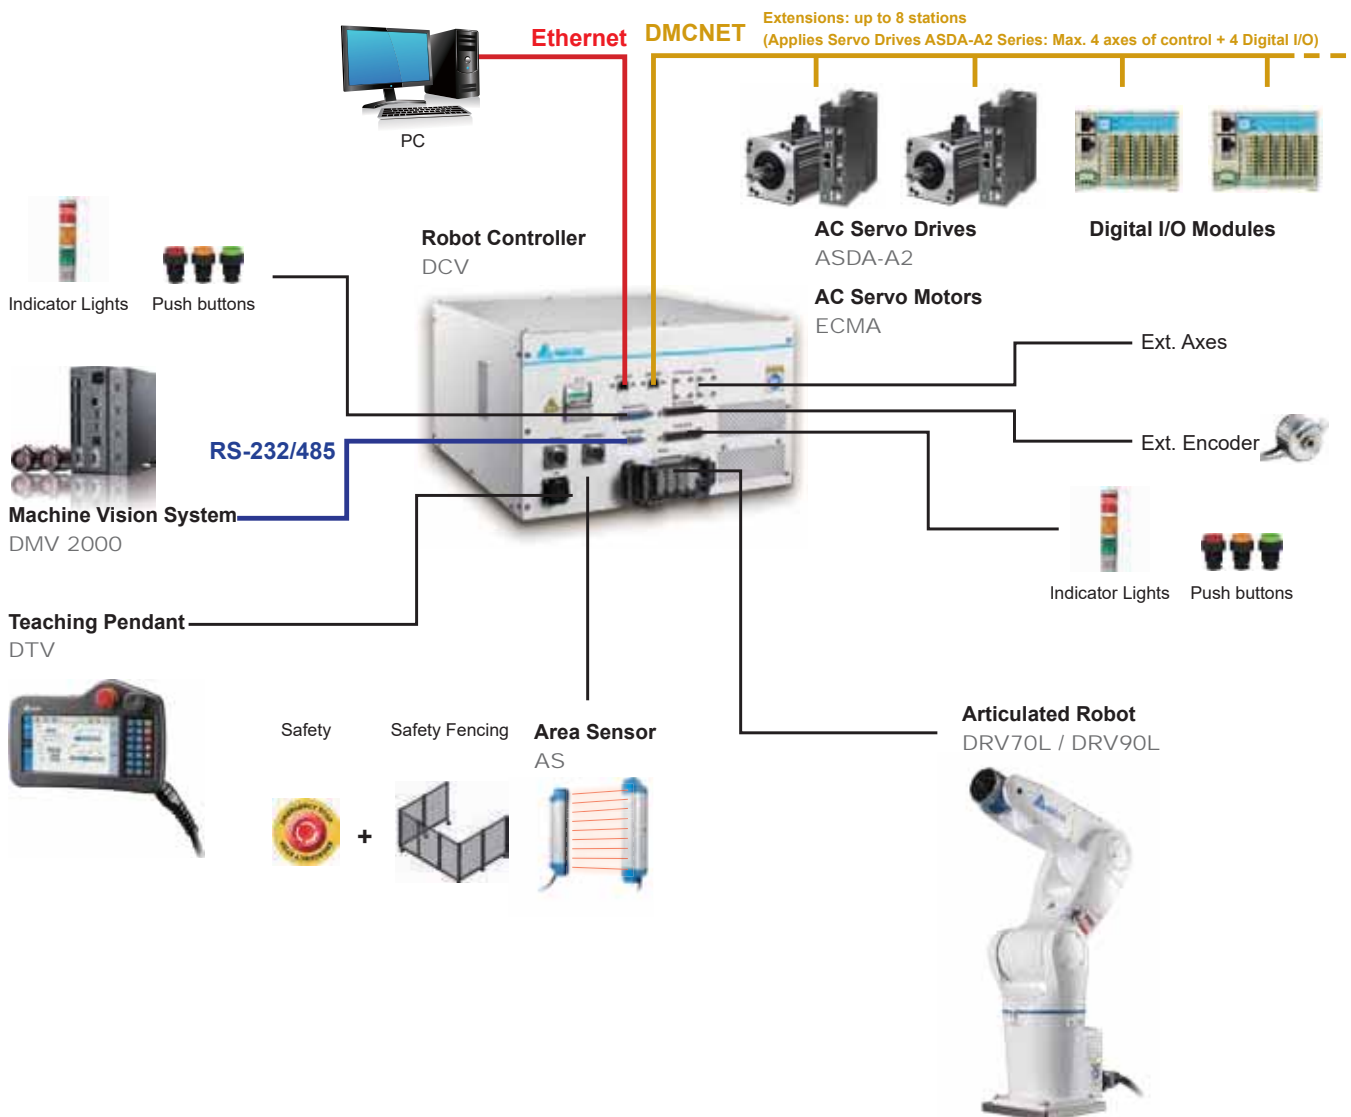 Extensions: up to 8 stations
Ethernet DMCNET
(Applies Servo Drives ASDA-A2 Series: Max. 4 axes of control + 4 Digital I/O)
PC
AC Servo Drives
ASDA-A2
Digital I/O Modules
Robot Controller
DCV
AC Servo Motors
ECMA
Indicator Lights
Push buttons
Ext. Axes
RS-232/485
Ext. Encoder
Machine Vision System
DMV 2000
Indicator Lights
Push buttons
Teaching Pendant
DTV
Safety
Safety Fencing
Area Sensor
AS
Articulated Robot
DRV70L / DRV90L
EMERGENCY STOP
+